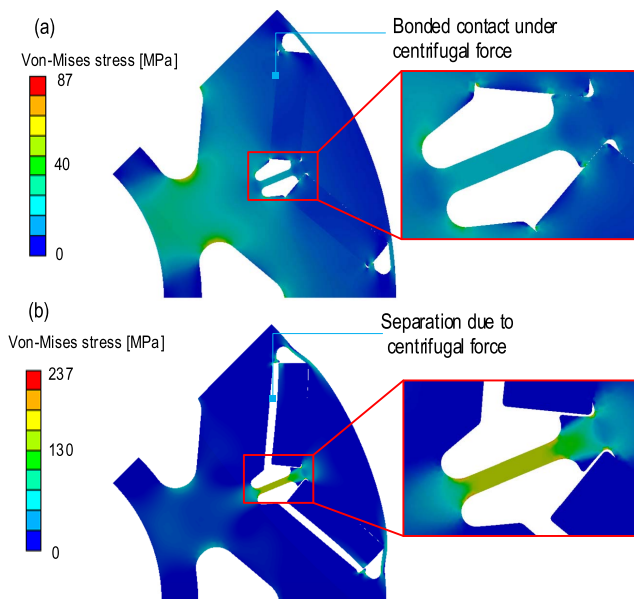 (a)
Bonded contact under
centrifugal force
Von-Mises stress [MPa]
87
40
0
(b)
Separation due to
centrifugal force
Von-Mises stress [MPa]
237
130
0